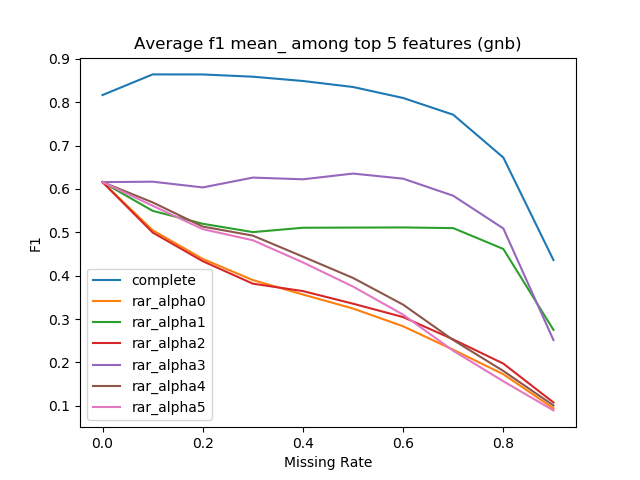 Average f1 mean_ among top 5 features (gnb)
0.9
0.8
0.7
0.6
0.5
0.4
0.3
0.2
0.1
F1
complete
rar_alpha0
rar_alpha1
rar_alpha2
rar_alpha3
rar_alpha4
rar_alpha5
0.0 0.2 0.4 0.6 0.8
Missing Rate